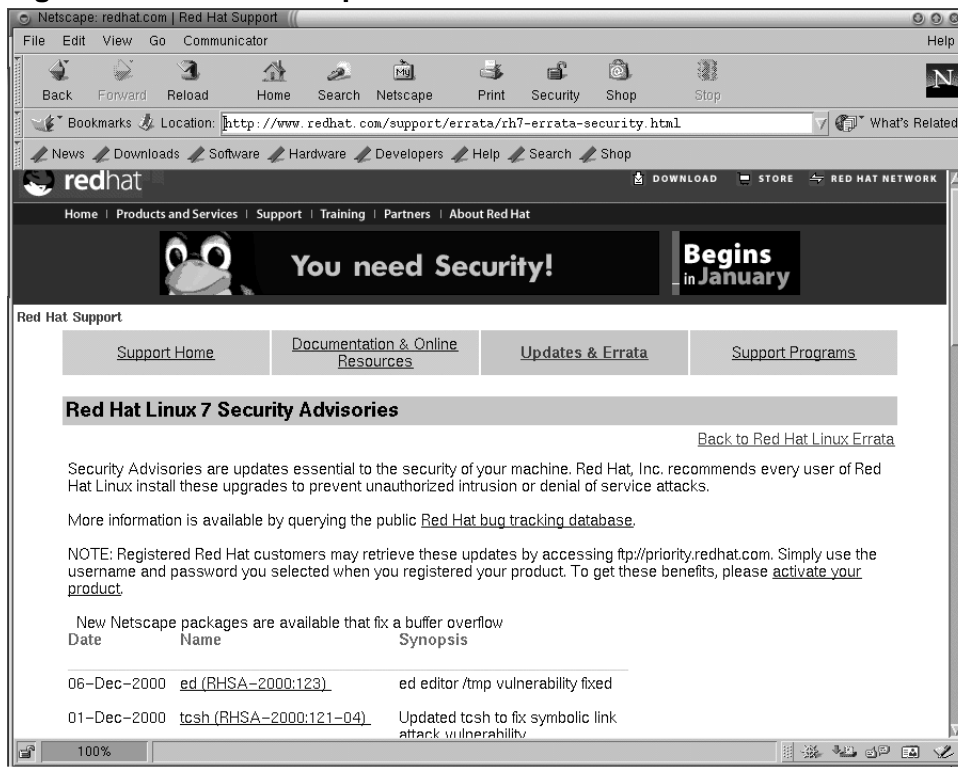 Netscape: redhat.com | Red Hat Support
File Edit View Go Communicator Help
Back Forward Reload Home Search Netscape Print Security Shop Stop
My
N
Bookmarks Location: http://www.redhat.com/support/errata/rh7-errata-security.html What's Related
News Downloads Software Hardware Developers Help Search Shop
redhat DOWNLOAD STORE RED HAT NETWORK
Home | Products and Services | Support | Training | Partners | About Red Hat
You need Security!
Begins
in January
Red Hat Support
Support Home
Documentation & Online
Resources
Updates & Errata
Support Programs
Red Hat Linux 7 Security Advisories
Back to Red Hat Linux Errata
Security Advisories are updates essential to the security of your machine. Red Hat, Inc. recommends every user of Red
Hat Linux install these upgrades to prevent unauthorized intrusion or denial of service attacks.
More information is available by querying the public Red Hat bug tracking database.
NOTE: Registered Red Hat customers may retrieve these updates by accessing ftp://priority.redhat.com. Simply use the
username and password you selected when you registered your product. To get these benefits, please activate your
product.
New Netscape packages are available that fix a buffer overflow
Date Name Synopsis
06-Dec-2000 ed (RHSA-2000:123) ed editor /tmp vulnerability fixed
01-Dec-2000 tcsh (RHSA-2000:121-04) Updated tcsh to fix symbolic link
attack vulnerability
100%